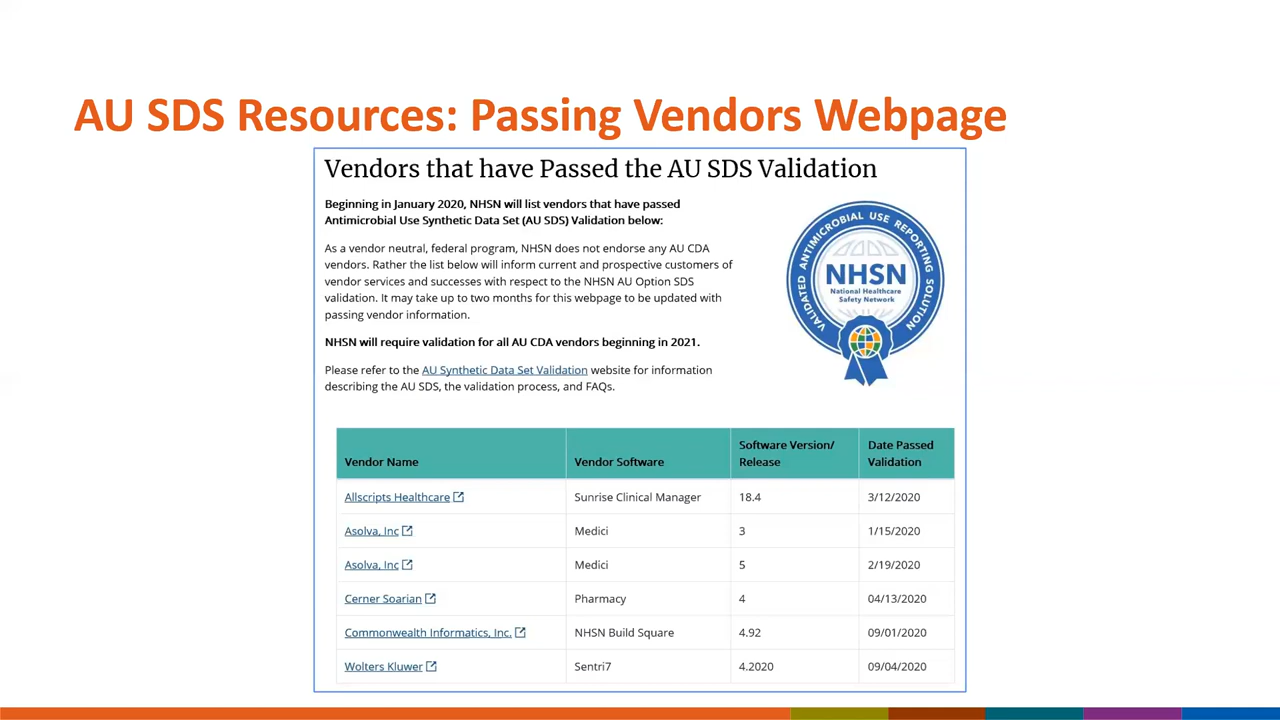 AU SDS Resources: Passing Vendors Webpage
Vendors that have Passed the AU SDS Validation
Beginning in January 2020, NHSN will list vendors that have passed
Antimicrobial Use Synthetic Data Set (AU SDS) Validation below:
As a vendor neutral, federal program, NHSN does not endorse any AU CDA
vendors. Rather the list below will inform current and prospective customers of
vendor services and successes with respect to the NHSN AU Option SDS
validation. It may take up to two months for this webpage to be updated with
passing vendor information.
NHSN will require validation for all AU CDA vendors beginning in 2021.
Please refer to the AU Synthetic Data Set Validation website for information
describing the AU SDS, the validation process, and FAQs.
VALIDATED ANTIMICROBIAL USE REPORTING SOLUTION
NHSN
National Healthcare
Safety Network
Vendor Name Vendor Software Software Version/ Release Date Passed Validation
Allscripts Healthcare Sunrise Clinical Manager 18.4 3/12/2020
Asolva, Inc Medici 3 1/15/2020
Asolva, Inc Medici 5 2/19/2020
Cerner Soarian Pharmacy 4 04/13/2020
Commonwealth Informatics, Inc. NHSN Build Square 4.92 09/01/2020
Wolters Kluwer Sentri7 4.2020 09/04/2020